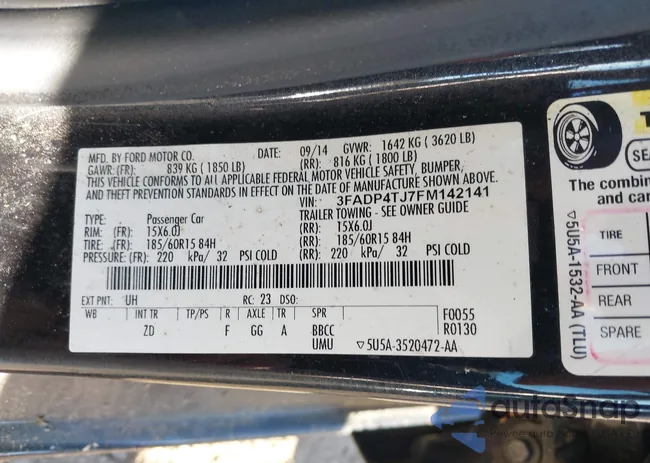 MFD. BY FORD MOTOR CO. DATE: 09/14 GVWR: 1642 KG ( 3620 LB)
GAWR:(FR): 839 KG (1850 LB) (RR): 816 KG (1800 LB)
THIS VEHICLE CONFORMS TO ALL APPLICABLE FEDERAL MOTOR VEHICLE SAFETY, BUMPER,
AND THEFT PREVENTION STANDARDS IN EFFECT ON THE DATE OF MANUFACTURE SHOWN ABOVE.
VIN: 3FADP4TJ7FM142141
TYPE: Passenger Car TRAILER TOWING - SEE OWNER GUIDE
RIM: (FR) 15X6.0J (RR): 15X6.0J
TIRE: (FR) 185/60R15 84H (RR): 185/60R15 84H
PRESSURE: (FR) 220 kPa/ 32 PSI COLD (RR): 220 kPa/ 32 PSI COLD
EXT PNT: UH RC: 23 DSO:
WB INT TR TP/PS R AXLE TR SPR F0055
ZD F GG A BBCC R0130
UMU ▽5U5A-3520472-AA
The combin
and car
TIRE
FRONT
REAR
SPARE
▽5U5A-1532-AA (TLU)
autoSnap